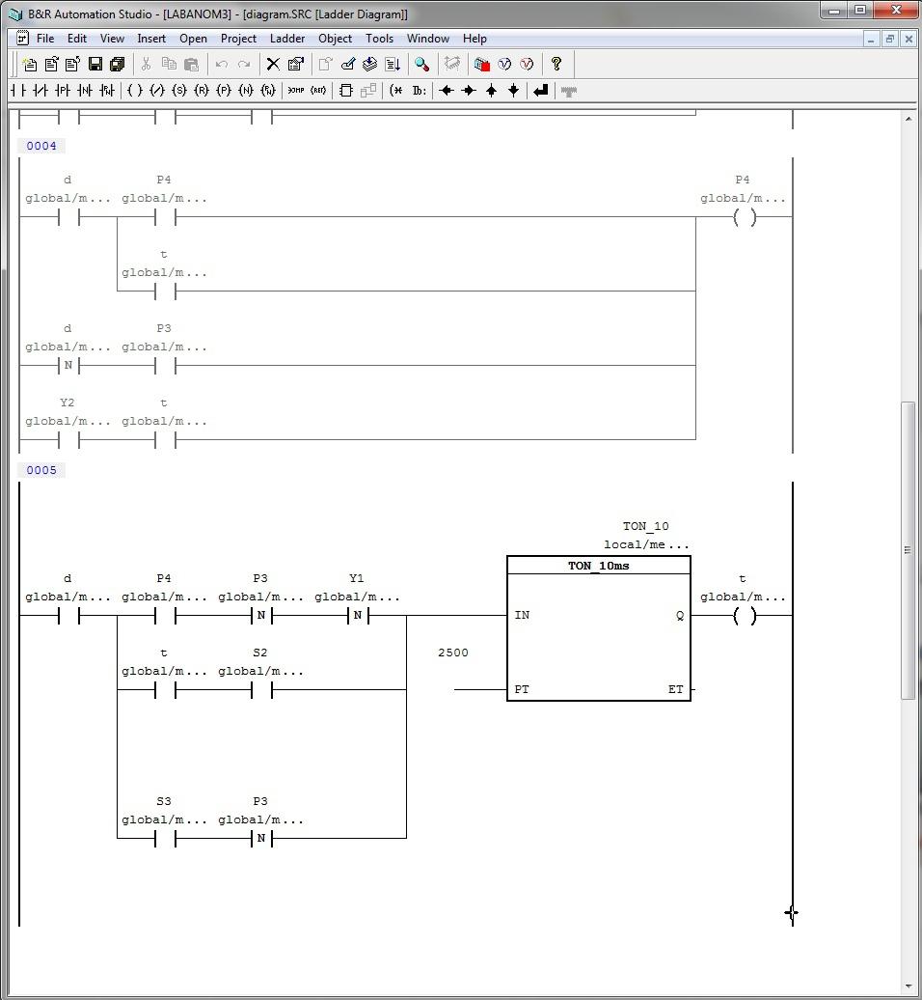 B&R Automation Studio - [LABANOM3] - [diagram.SRC [Ladder Diagram]]
File Edit View Insert Open Project Ladder Object Tools Window Help
P N (S) (R) (P) (N) (* lb:
0004
d P4 P4
global/m... global/m... global/m...
t
global/m...
d P3
global/m... global/m...
N
Y2 t
global/m... global/m...
0005
TON_10
local/me...
TON_10ms
d P4 P3 Y1 t
global/m... global/m... global/m... global/m... global/m...
N N IN Q
t S2 2500
global/m... global/m...
PT ET
S3 P3
global/m... global/m...
N